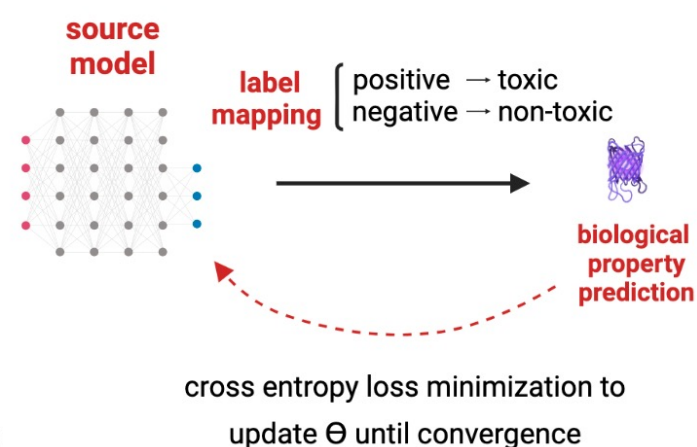 source
model
label
mapping
positive → toxic
negative → non-toxic
biological
property
prediction
cross entropy loss minimization to
update Θ until convergence